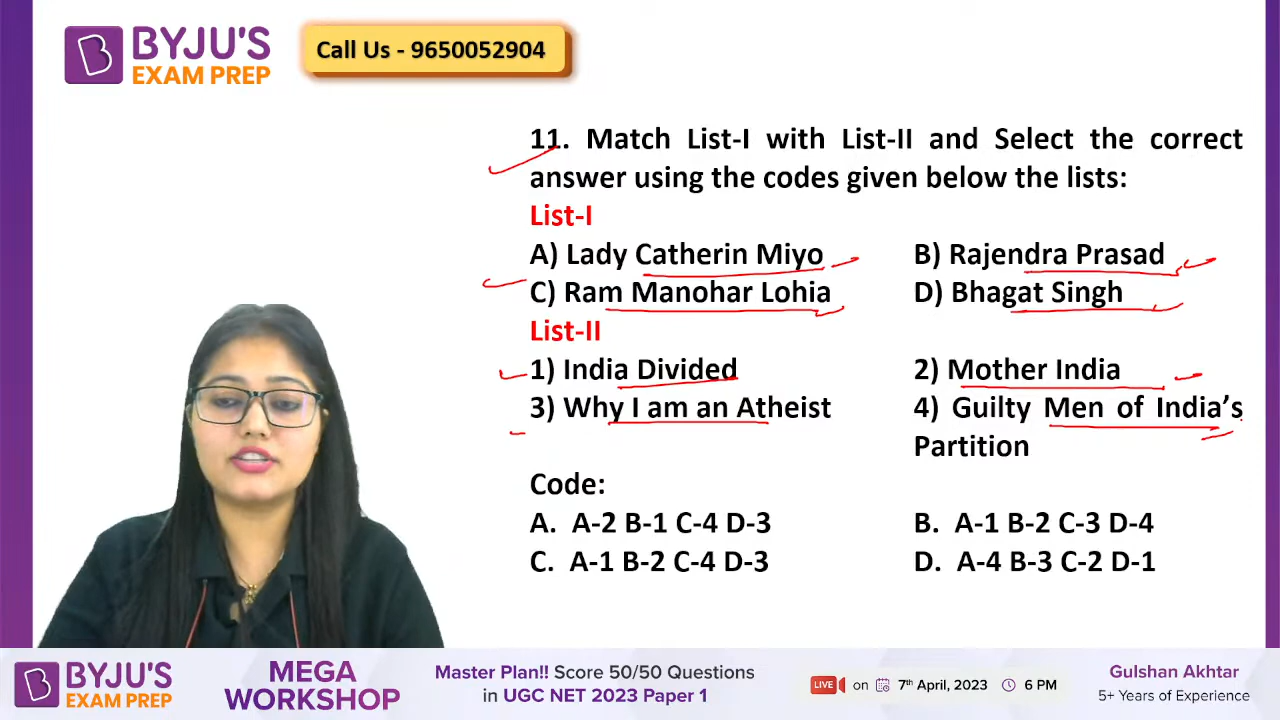 BYJU'S
EXAM PREP
Call Us - 9650052904
11. Match List-I with List-II and Select the correct
answer using the codes given below the lists:
List-I
A) Lady Catherin Miyo B) Rajendra Prasad
C) Ram Manohar Lohia D) Bhagat Singh
List-II
1) India Divided 2) Mother India
3) Why I am an Atheist 4) Guilty Men of India’s
Partition
Code:
A. A-2 B-1 C-4 D-3 B. A-1 B-2 C-3 D-4
C. A-1 B-2 C-4 D-3 D. A-4 B-3 C-2 D-1
BYJU'S
EXAM PREP
MEGA
WORKSHOP
Master Plan!! Score 50/50 Questions
in UGC NET 2023 Paper 1
LIVE on 7th April, 2023 6 PM
Gulshan Akhtar
5+ Years of Experience